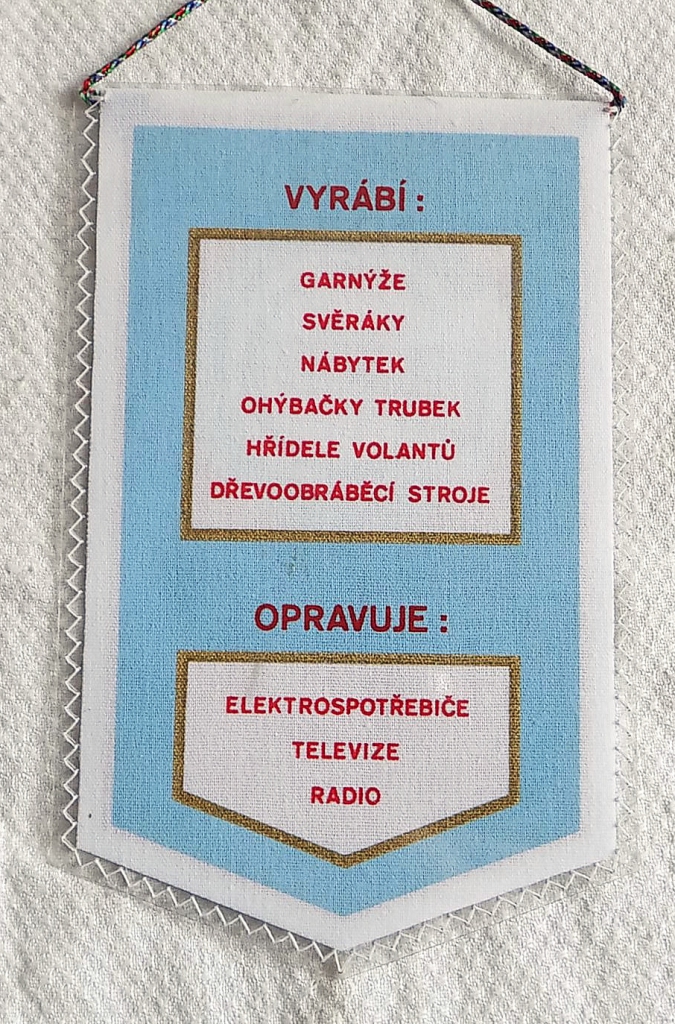 VYRÁBÍ :
GARNÝŽE
SVĚRÁKY
NÁBYTEK
OHÝBAČKY TRUBEK
HŘÍDELE VOLANTŮ
DŘEVOOBRÁBĚCÍ STROJE
OPRAVUJE :
ELEKTROSPOTŘEBIČE
TELEVIZE
RADIO